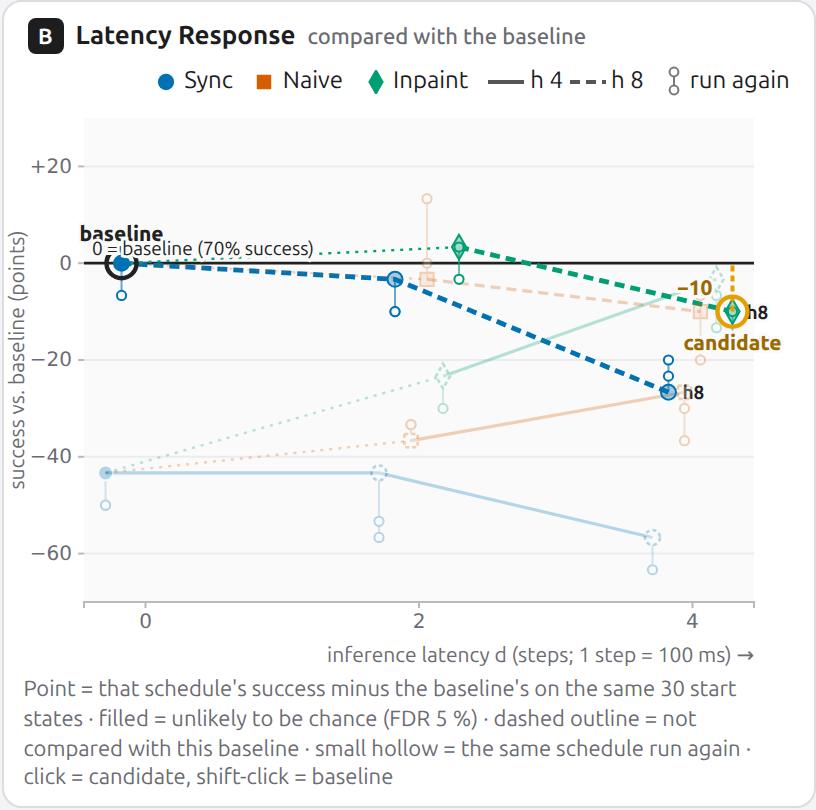 B Latency Response compared with the baseline
Sync Naive Inpaint h 4 h 8 run again
success vs. baseline (points)
+20
baseline
0 = baseline (70% success)
0
−10
h8
candidate
−20
h8
−40
−60
0 2 4
inference latency d (steps; 1 step = 100 ms) →
Point = that schedule's success minus the baseline's on the same 30 start
states · filled = unlikely to be chance (FDR 5 %) · dashed outline = not
compared with this baseline · small hollow = the same schedule run again ·
click = candidate, shift-click = baseline